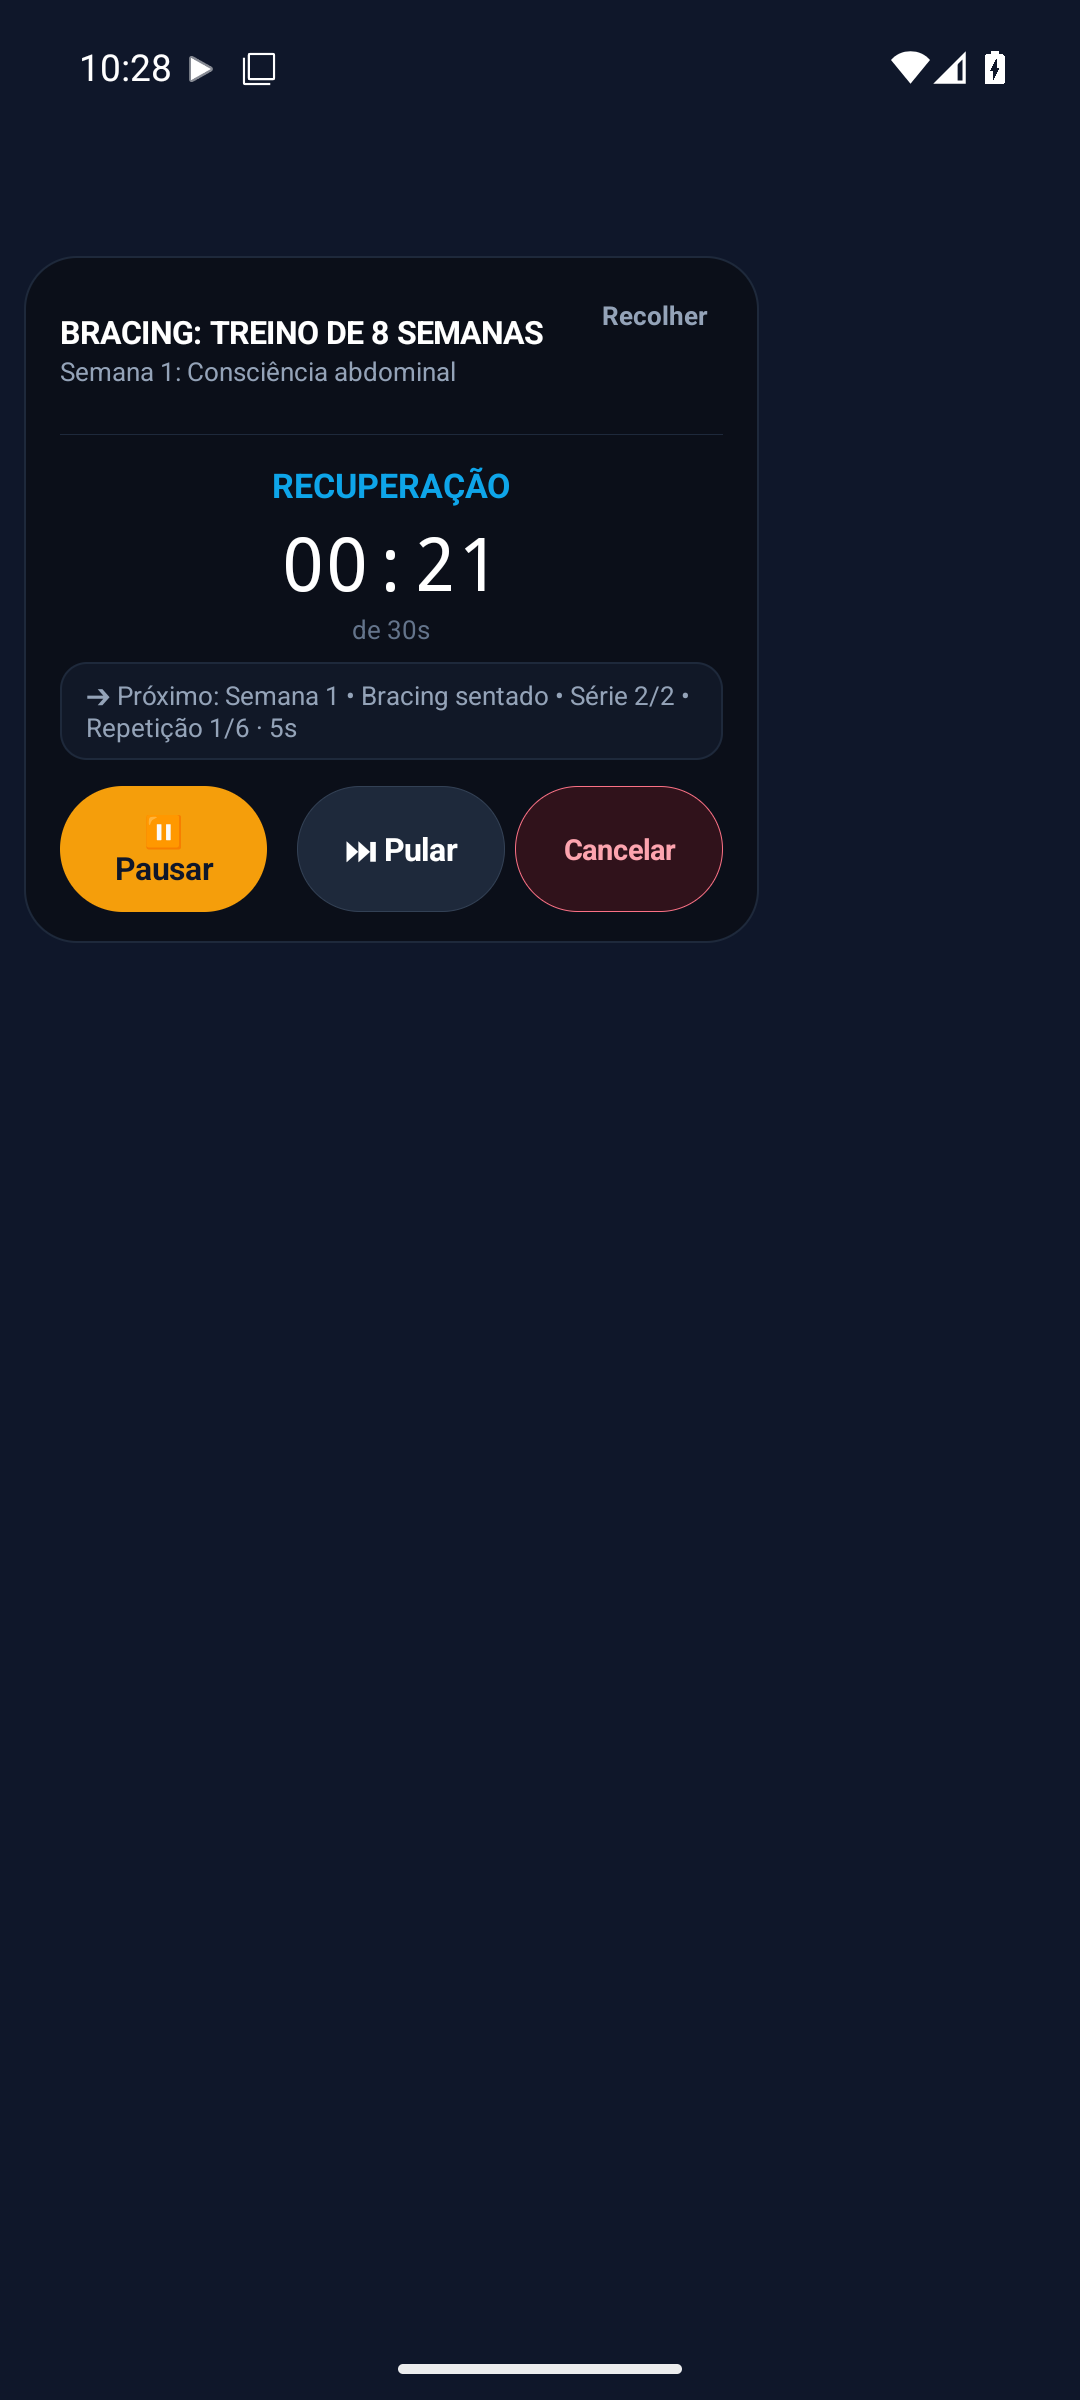 10:28
Recolher
BRACING: TREINO DE 8 SEMANAS
Semana 1: Consciência abdominal
RECUPERAÇÃO
00:21
de 30s
→ Próximo: Semana 1 • Bracing sentado • Série 2/2 •
Repetição 1/6 · 5s
⏸️
Pausar
⏭ Pular
Cancelar